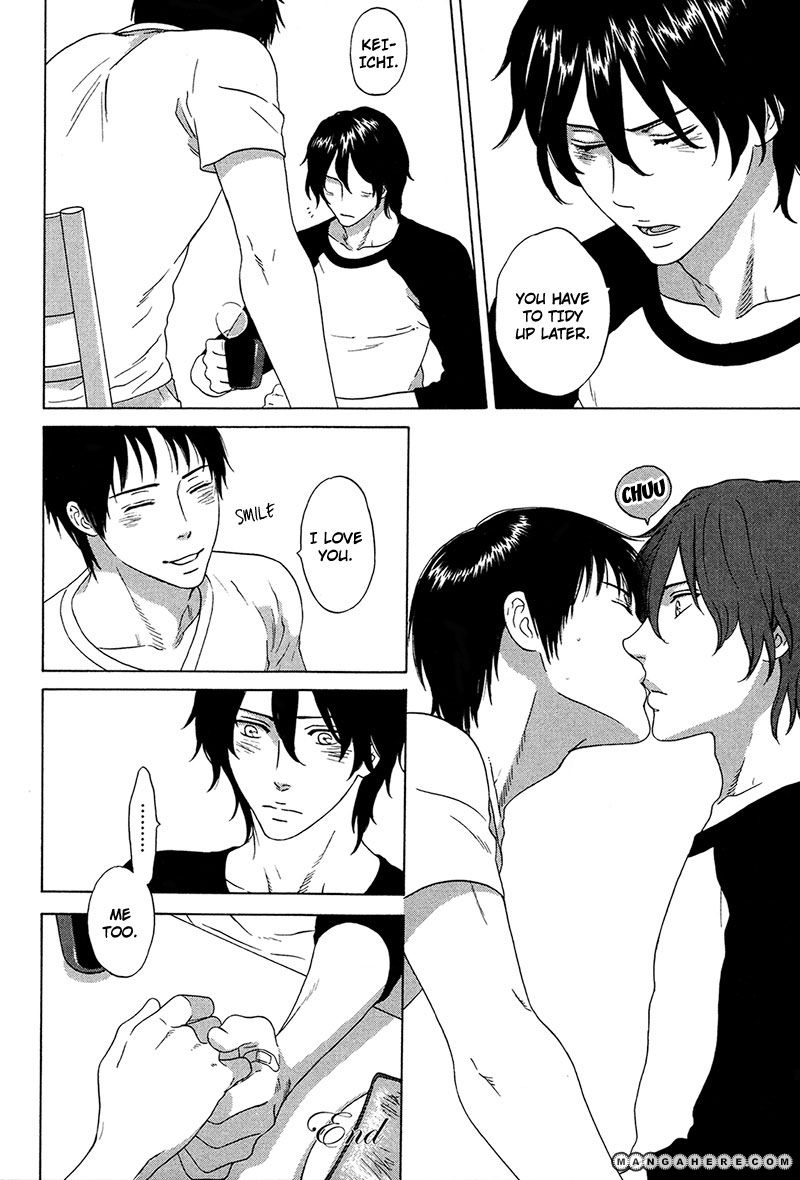 YOU HAVE
TO TIDY
UP LATER.
KEI-
ICHI.
CHUU
I LOVE
YOU.
SMILE
........
ME
TOO.
End
MANGAHERE.COM